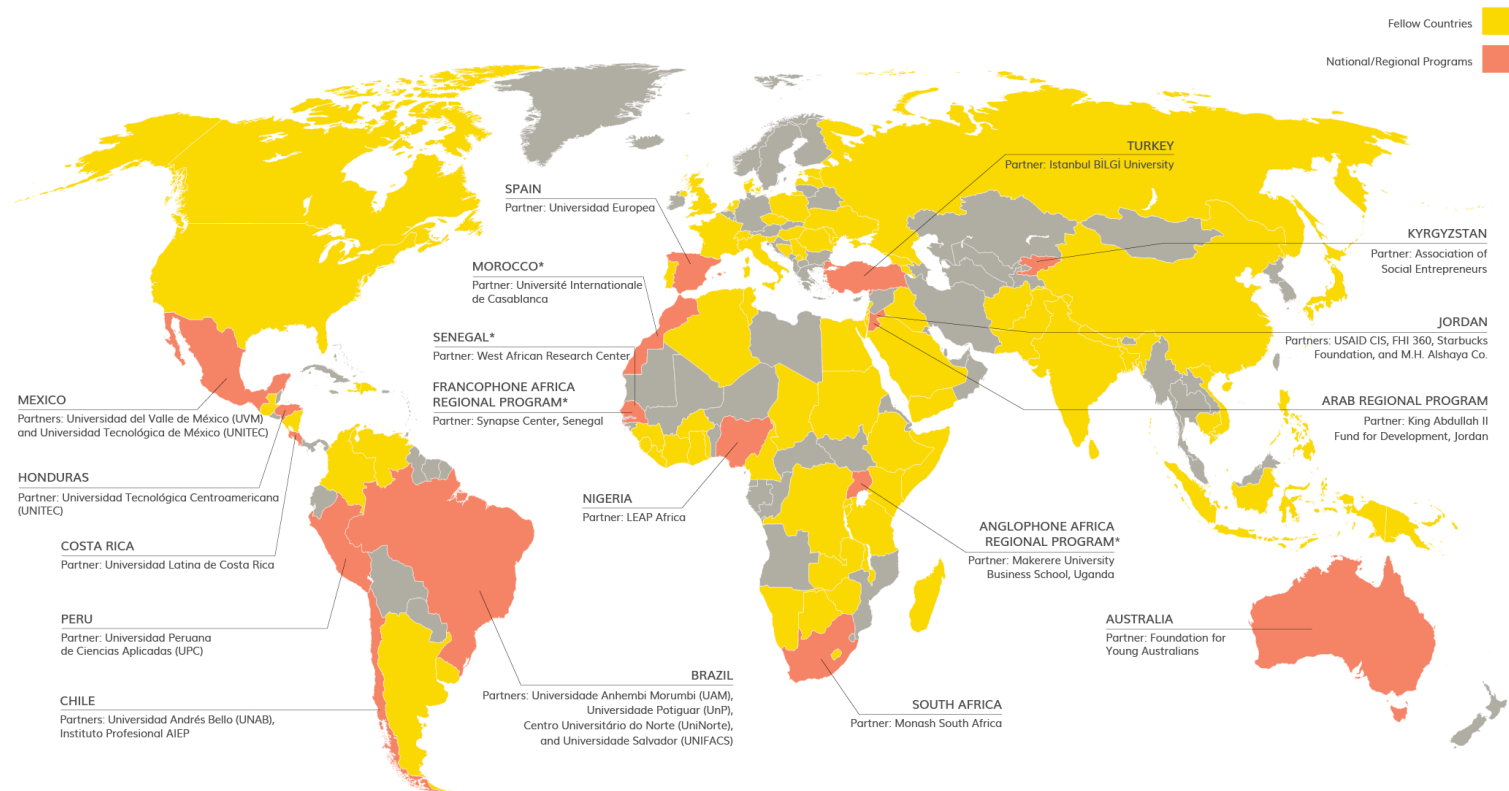 Fellow Countries
National/Regional Programs
TURKEY
Partner: Istanbul BİLGİ University
SPAIN
Partner: Universidad Europea
KYRGYZSTAN
Partner: Association of
Social Entrepreneurs
MOROCCO*
Partner: Université Internationale
de Casablanca
JORDAN
Partners: USAID CIS, FHI 360, Starbucks
Foundation, and M.H. Alshaya Co.
SENEGAL*
Partner: West African Research Center
FRANCOPHONE AFRICA
REGIONAL PROGRAM*
Partner: Synapse Center, Senegal
ARAB REGIONAL PROGRAM
Partner: King Abdullah II
Fund for Development, Jordan
MEXICO
Partners: Universidad del Valle de México (UVM)
and Universidad Tecnológica de México (UNITEC)
HONDURAS
Partner: Universidad Tecnológica Centroamericana
(UNITEC)
NIGERIA
Partner: LEAP Africa
ANGLOPHONE AFRICA
REGIONAL PROGRAM*
Partner: Makerere University
Business School, Uganda
COSTA RICA
Partner: Universidad Latina de Costa Rica
PERU
Partner: Universidad Peruana
de Ciencias Aplicadas (UPC)
AUSTRALIA
Partner: Foundation for
Young Australians
BRAZIL
Partners: Universidade Anhembi Morumbi (UAM),
Universidade Potiguar (UnP),
Centro Universitário do Norte (UniNorte),
and Universidade Salvador (UNIFACS)
CHILE
Partners: Universidad Andrés Bello (UNAB),
Instituto Profesional AIEP
SOUTH AFRICA
Partner: Monash South Africa